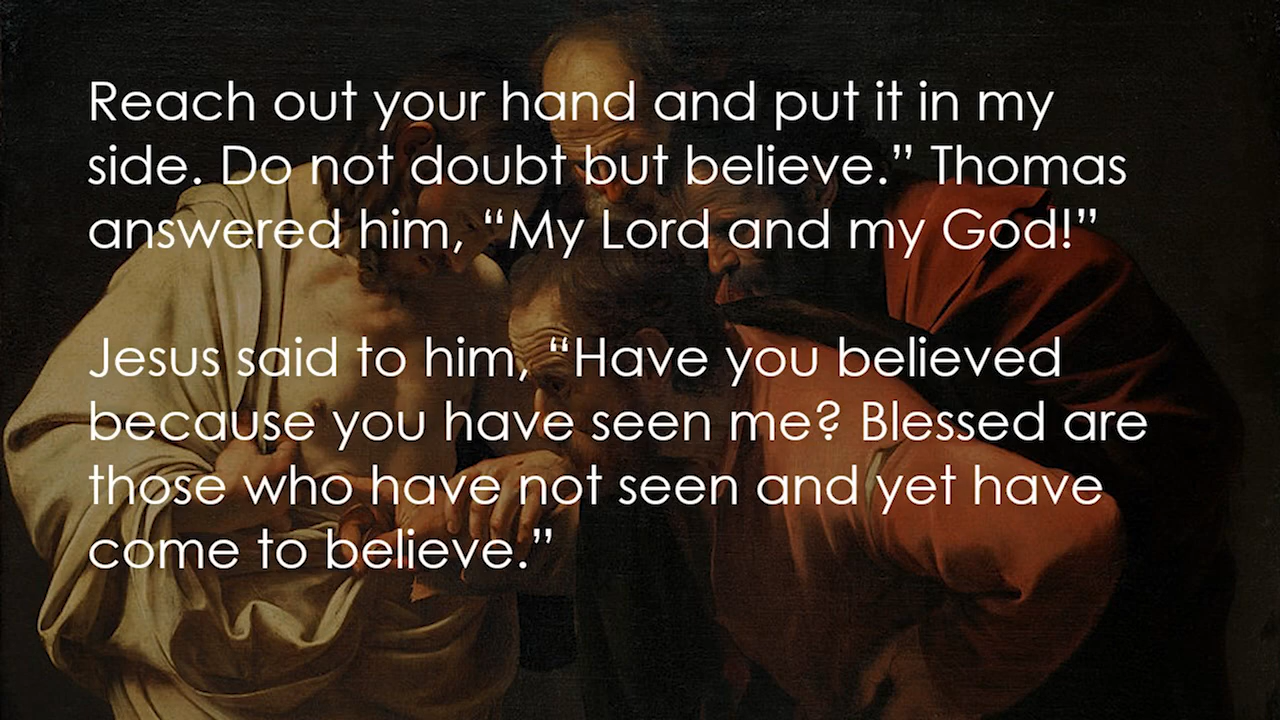 Reach out your hand and put it in my
side. Do not doubt but believe.” Thomas
answered him, “My Lord and my God!”
Jesus said to him, “Have you believed
because you have seen me? Blessed are
those who have not seen and yet have
come to believe.”